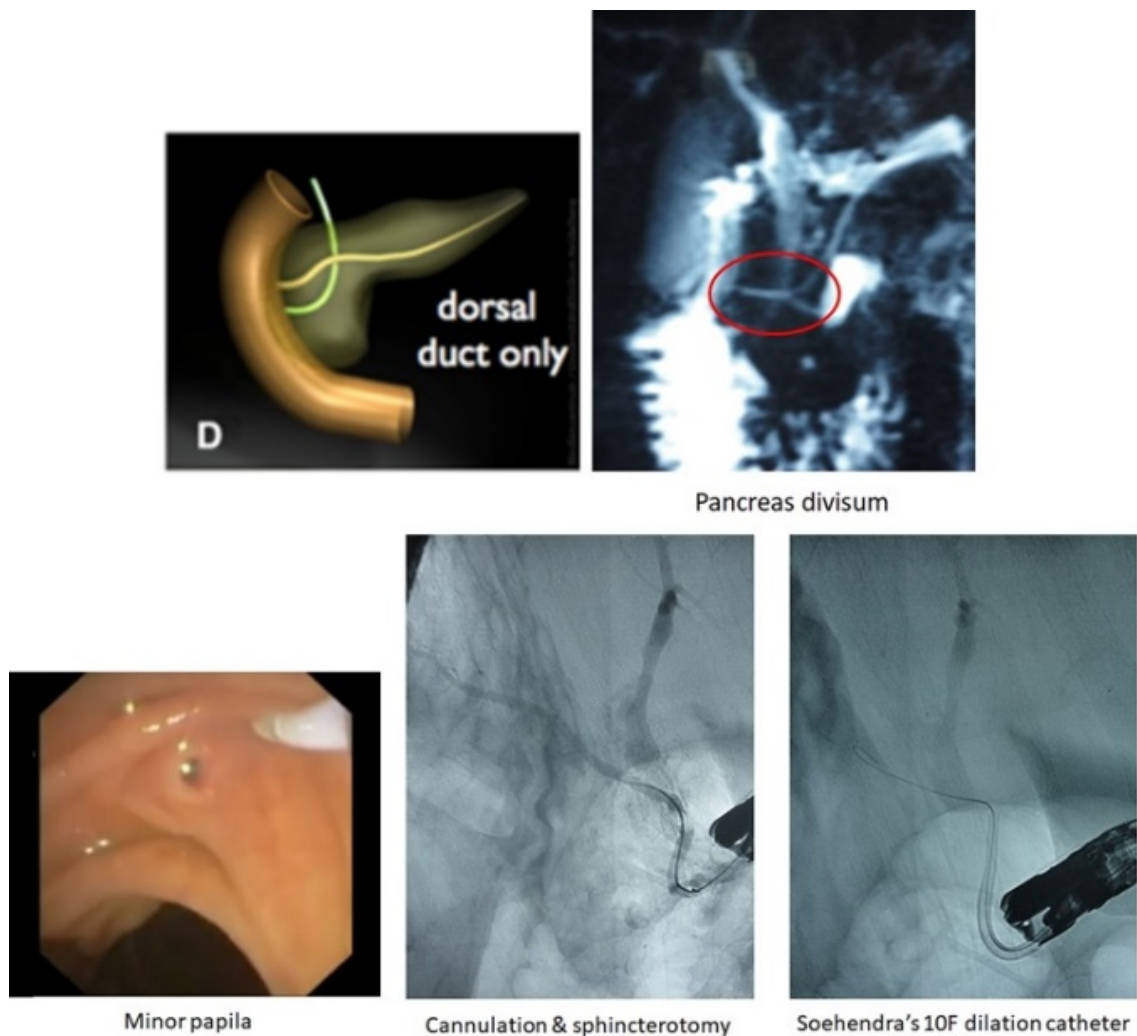 dorsal
duct only
D
Pancreas divisum
Minor papila
Cannulation & sphincterotomy
Soehendra's 10F dilation catheter